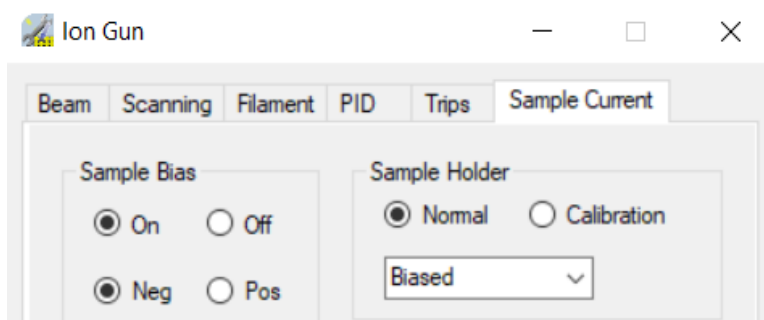 Ion Gun
Beam Scanning Filament PID Trips Sample Current
Sample Bias
On Off
Neg Pos
Sample Holder
Normal Calibration
Biased